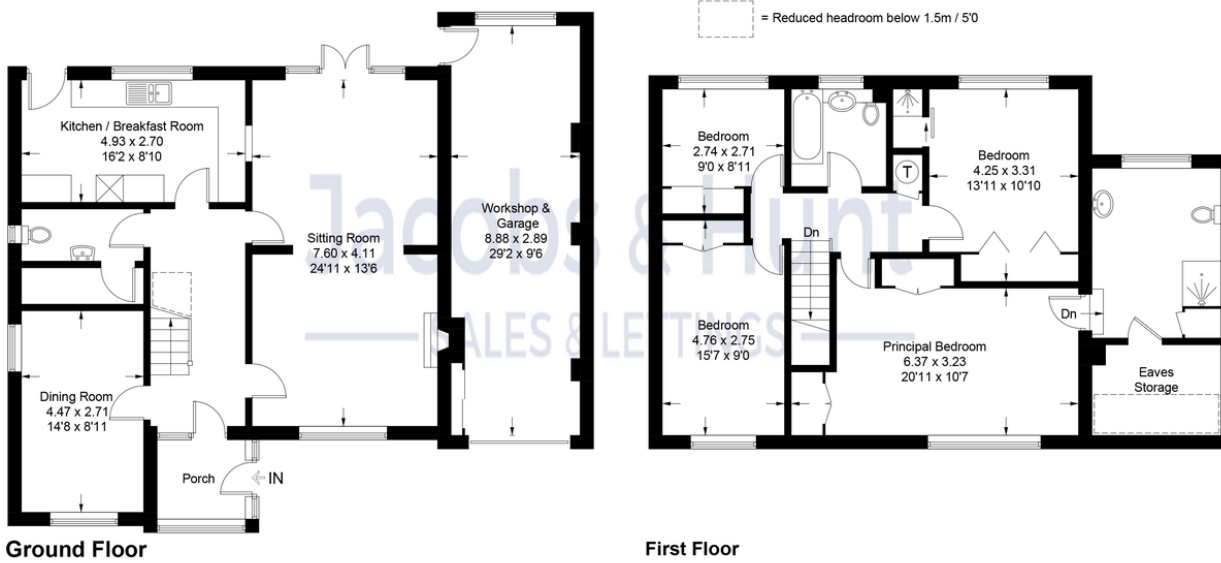 = Reduced headroom below 1.5m / 5'0
Kitchen / Breakfast Room
4.93 x 2.70
16'2 x 8'10
Sitting Room
7.60 x 4.11
24'11 x 13'6
Workshop &
Garage
8.88 x 2.89
29'2 x 9'6
Dining Room
4.47 x 2.71
14'8 x 8'11
Porch
IN
Ground Floor
Bedroom
2.74 x 2.71
9'0 x 8'11
Bedroom
4.25 x 3.31
13'11 x 10'10
T
Dn
Bedroom
4.76 x 2.75
15'7 x 9'0
Principal Bedroom
6.37 x 3.23
20'11 x 10'7
Dn
Eaves
Storage
First Floor
Jacobs & Hunt
SALES & LETTINGS